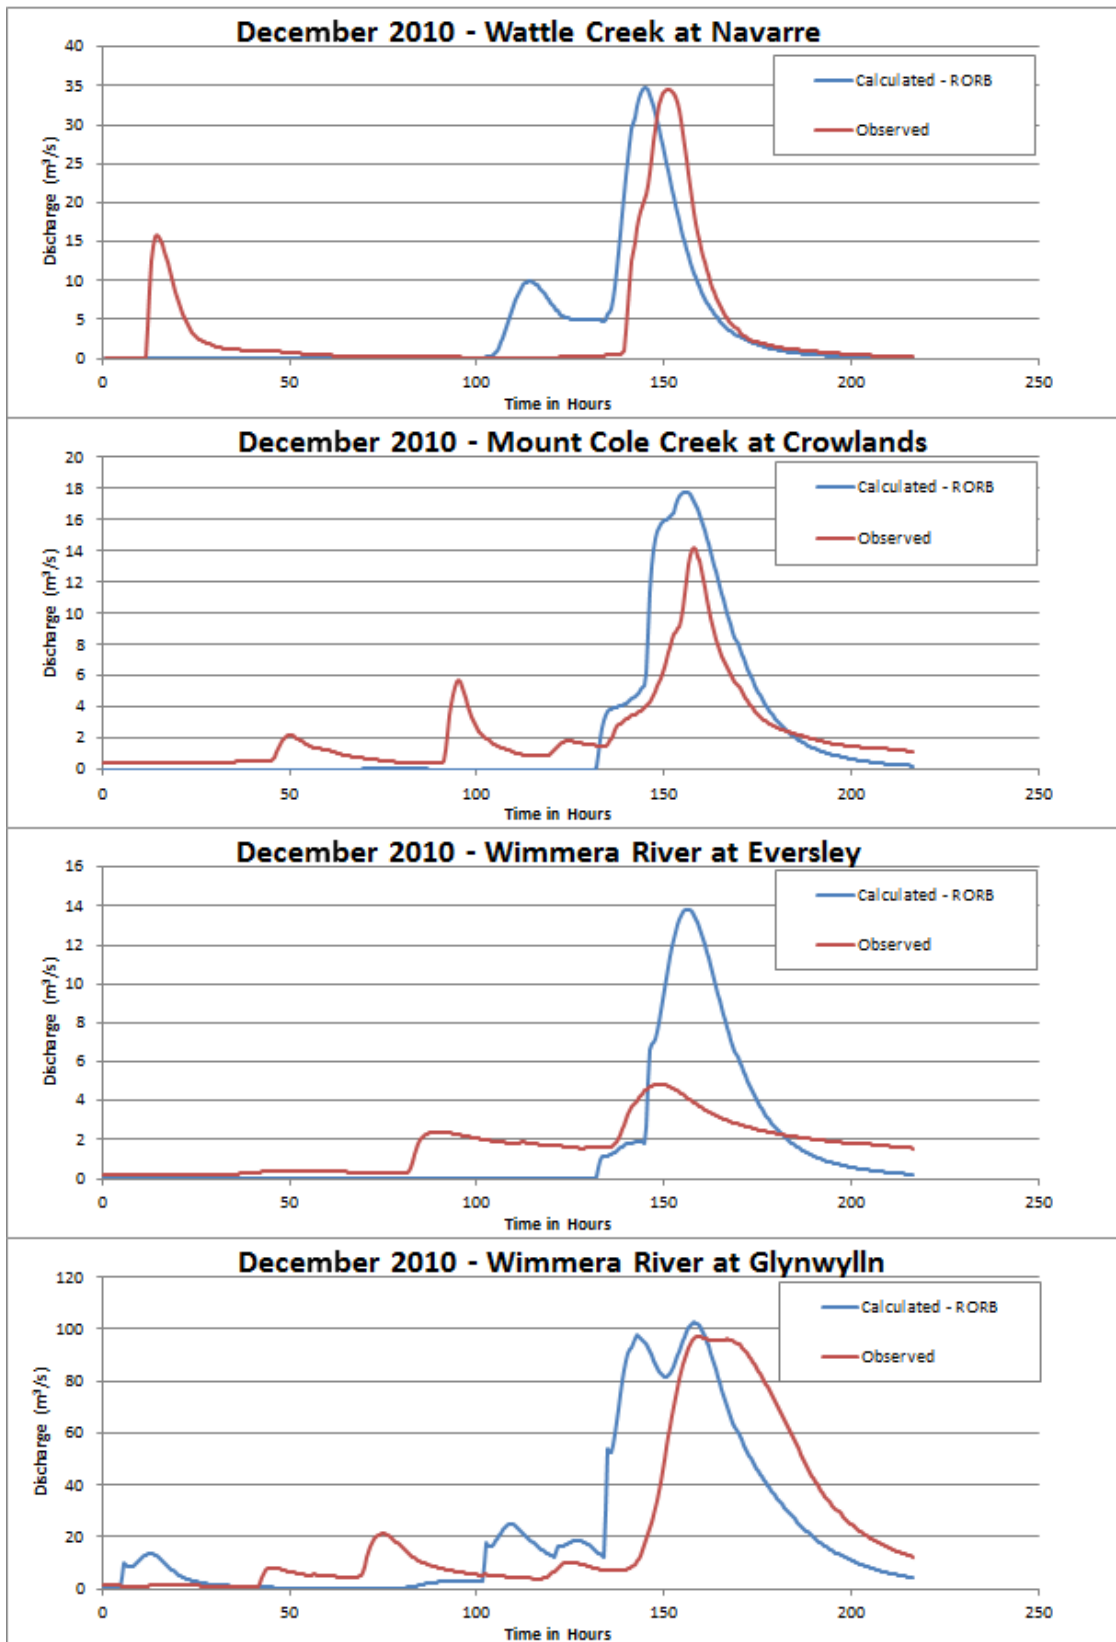 December 2010 - Wattle Creek at Navarre
40
35
30
25
20
15
10
5
0
Discharge (m³/s)
Calculated - RORB
Observed
0 50 100 150 200 250
Time in Hours
December 2010 - Mount Cole Creek at Crowlands
20
18
16
14
12
10
8
6
4
2
0
Discharge (m³/s)
Calculated - RORB
Observed
0 50 100 150 200 250
Time in Hours
December 2010 - Wimmera River at Eversley
16
14
12
10
8
6
4
2
0
Discharge (m³/s)
Calculated - RORB
Observed
0 50 100 150 200 250
Time in Hours
December 2010 - Wimmera River at Glynwylln
120
100
80
60
40
20
0
Discharge (m³/s)
Calculated - RORB
Observed
0 50 100 150 200 250
Time in Hours